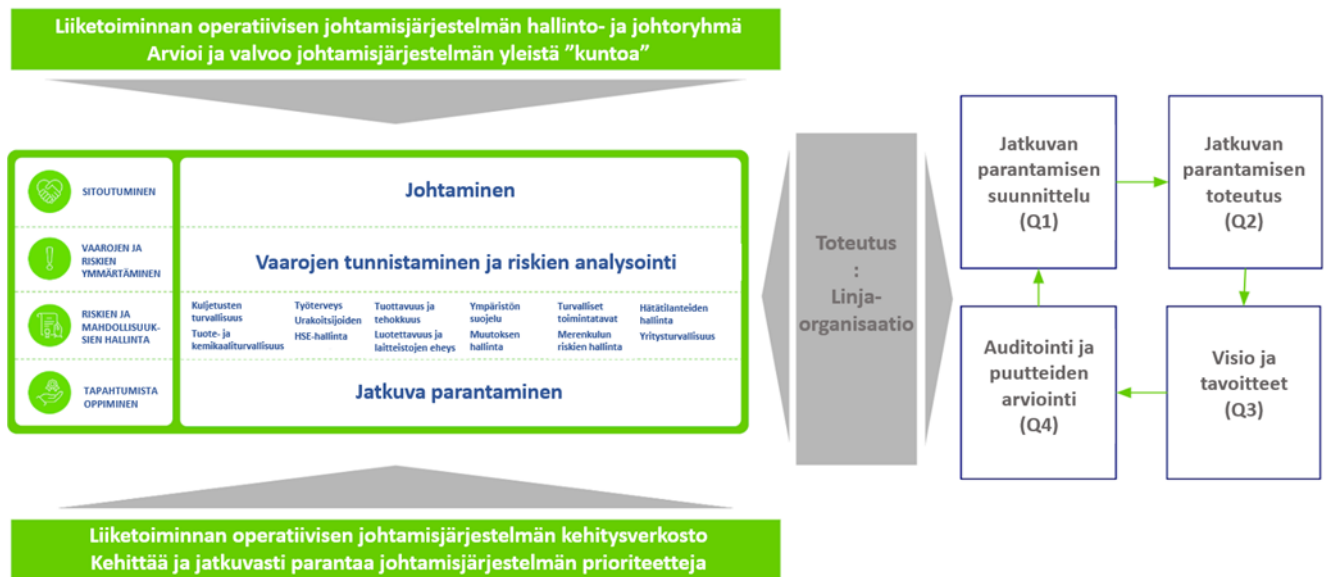 Liiketoiminnan operatiivisen johtamisjärjestelmän hallinto- ja johtoryhmä
Arvioi ja valvoo johtamisjärjestelmän yleistä ”kuntoa”
SITOUTUMINEN
Johtaminen
VAAROJEN JA
RISKIEN
YMMÄRTÄMINEN
Vaarojen tunnistaminen ja riskien analysointi
RISKIEN JA
MAHDOLLISUUK-
SIEN HALLINTA
Kuljetusten
turvallisuus
Tuote- ja
kemikaaliturvallisuus
Työterveys
Urakoitsijoiden
HSE-hallinta
Tuottavuus ja
tehokkuus
Luotettavuus ja
laitteistojen eheys
Ympäristön
suojelu
Muutoksen
hallinta
Turvalliset
toimintatavat
Merenkulun
riskien hallinta
Hätätilanteiden
hallinta
Yritysturvallisuus
TAPAHTUMISTA
OPPIMINEN
Jatkuva parantaminen
Liiketoiminnan operatiivisen johtamisjärjestelmän kehitysverkosto
Kehittää ja jatkuvasti parantaa johtamisjärjestelmän prioriteetteja
Toteutus
:
Linja-
organisaatio
Jatkuvan
parantamisen
suunnittelu
(Q1)
Jatkuvan
parantamisen
toteutus
(Q2)
Auditointi ja
puutteiden
arviointi
(Q4)
Visio ja
tavoitteet
(Q3)